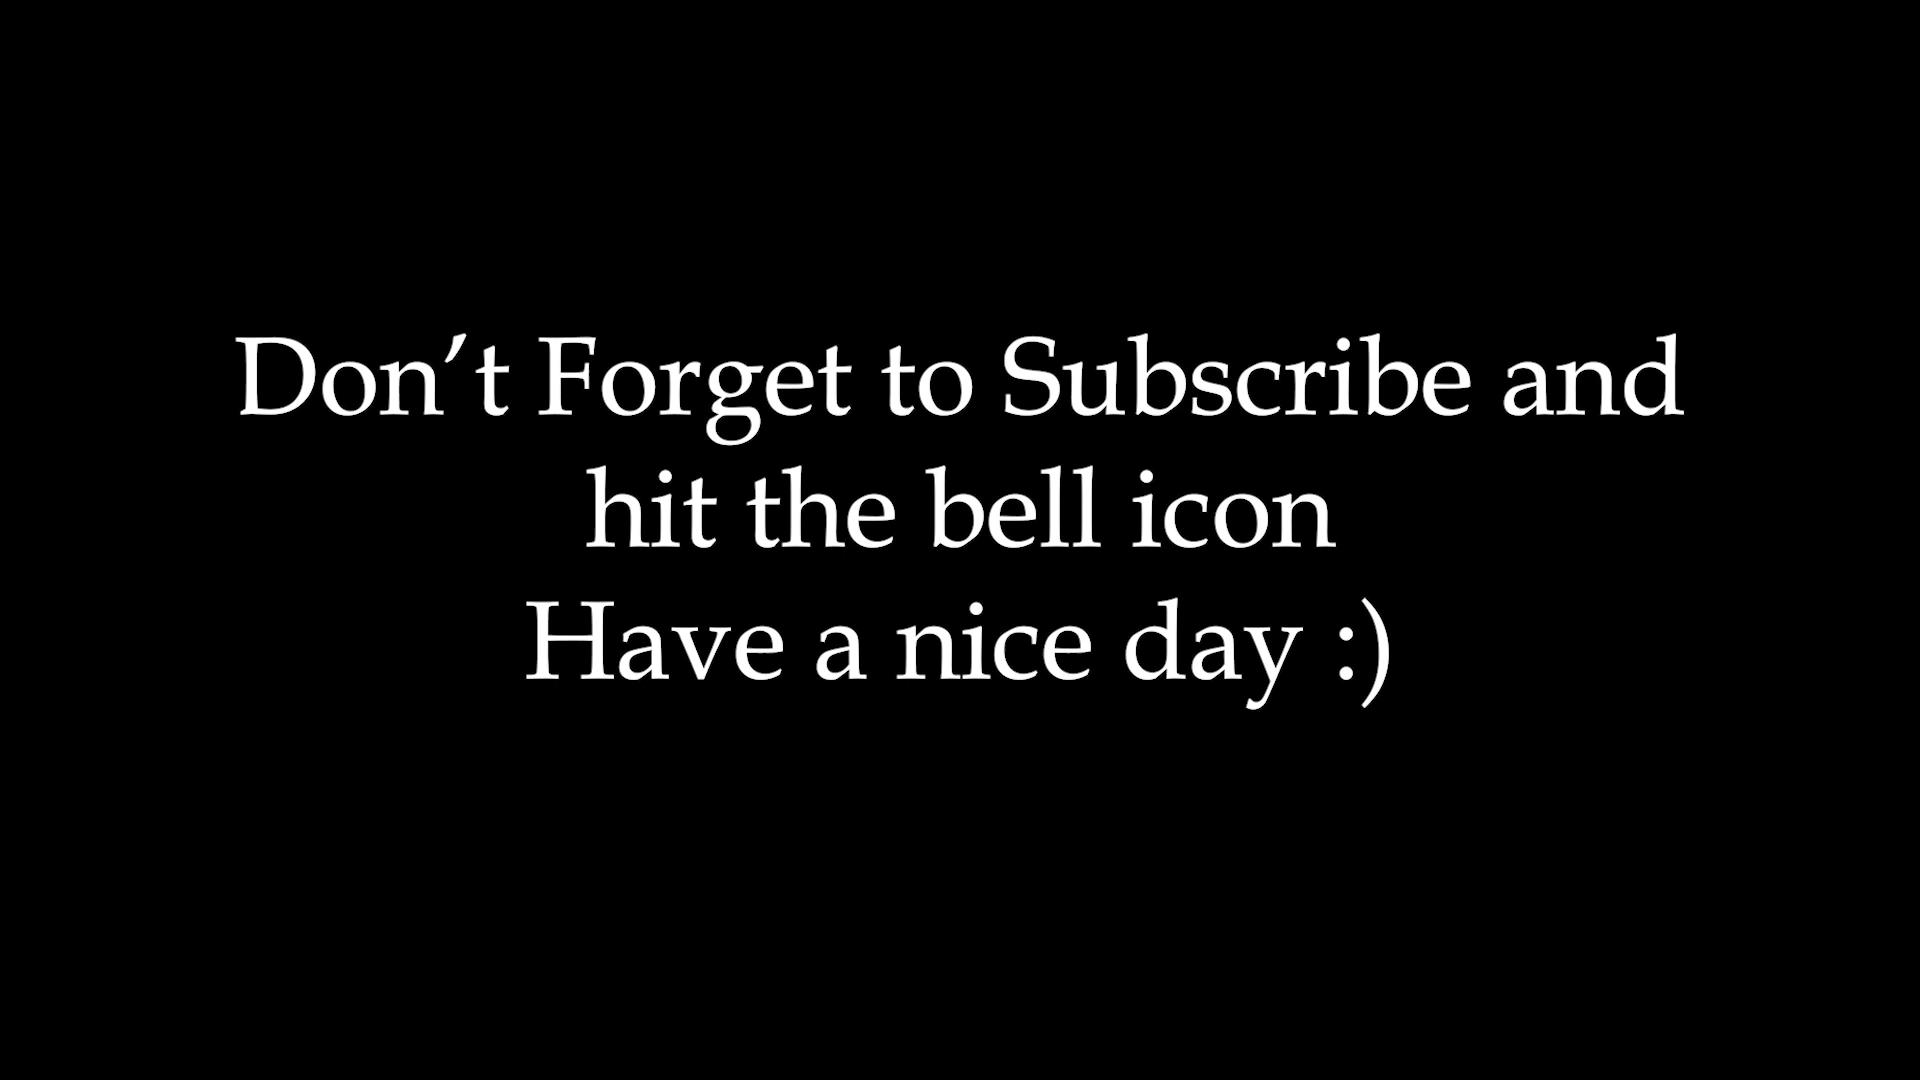 Don’t Forget to Subscribe and
hit the bell icon
Have a nice day :)